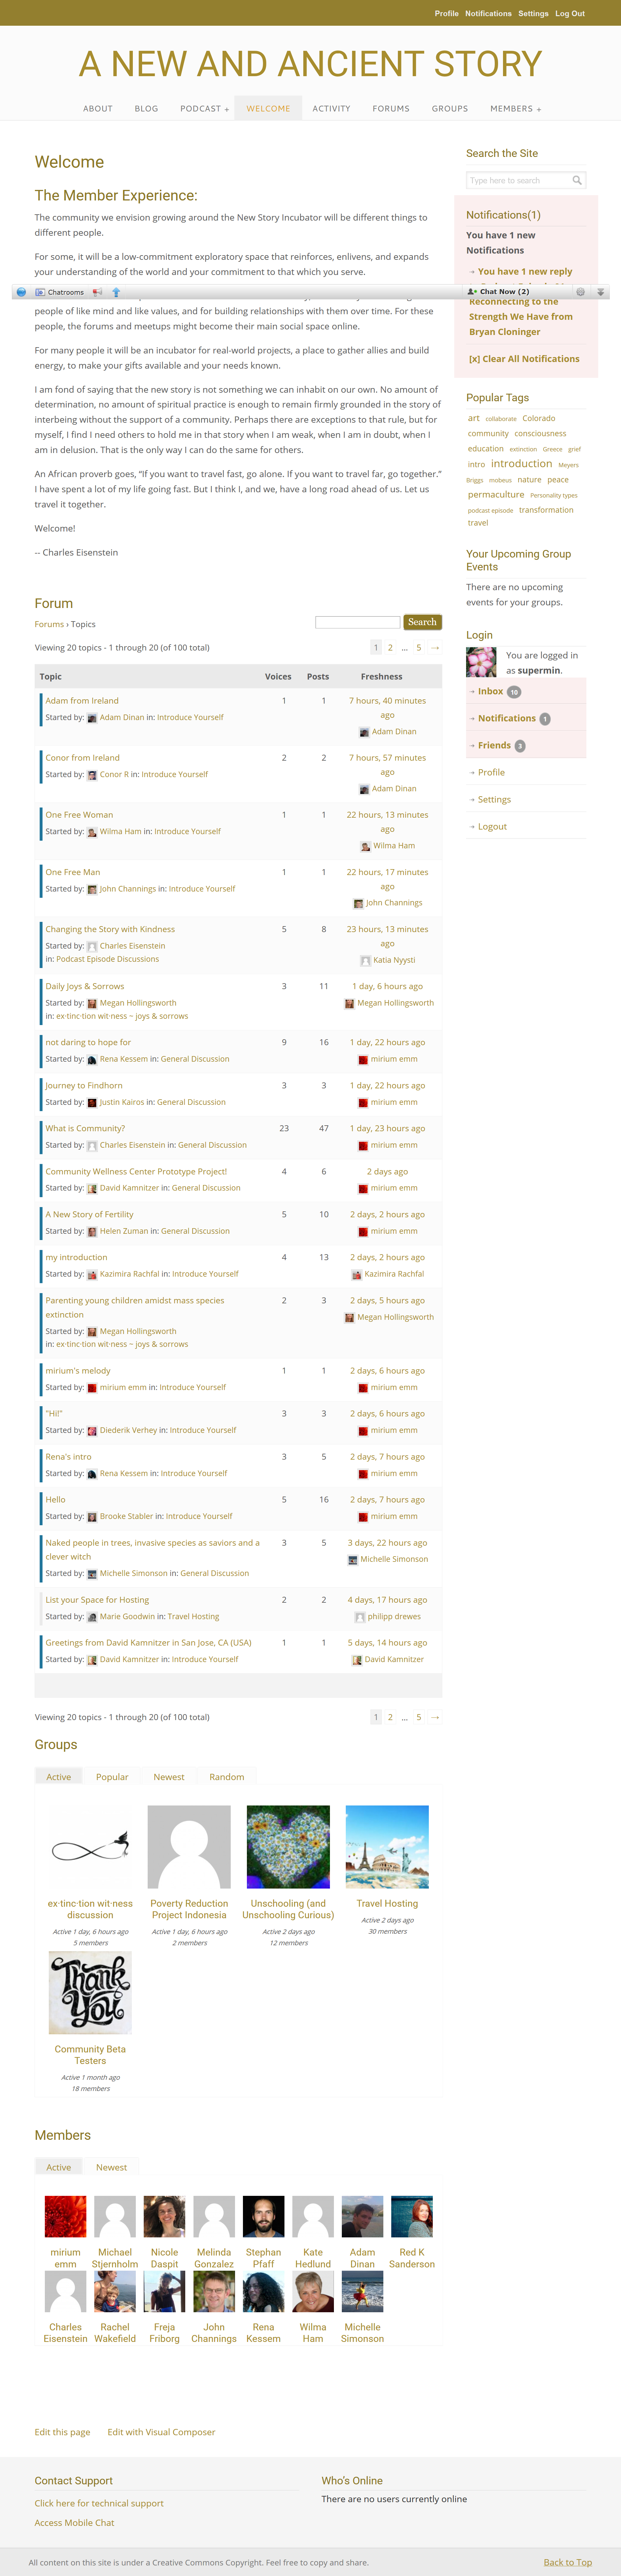 Profile Notifications Settings Log Out
A NEW AND ANCIENT STORY
ABOUT BLOG PODCAST + WELCOME ACTIVITY FORUMS GROUPS MEMBERS +
Welcome
The Member Experience:
The community we envision growing around the New Story Incubator will be different things to
different people.
For some, it will be a low-commitment exploratory space that reinforces, enlivens, and expands
your understanding of the world and your commitment to that which you serve.
Chatrooms
Chat Now (2)
people of like mind and like values, and for building relationships with them over time. For these
people, the forums and meetups might become their main social space online.
For many people it will be an incubator for real-world projects, a place to gather allies and build
energy, to make your gifts available and your needs known.
I am fond of saying that the new story is not something we can inhabit on our own. No amount of
determination, no amount of spiritual practice is enough to remain firmly grounded in the story of
interbeing without the support of a community. Perhaps there are exceptions to that rule, but for
myself, I find I need others to hold me in that story when I am weak, when I am in doubt, when I
am in delusion. That is the only way I can do the same for others.
An African proverb goes, “If you want to travel fast, go alone. If you want to travel far, go together.”
I have spent a lot of my life going fast. But I think I, and we, have a long road ahead of us. Let us
travel it together.
Welcome!
-- Charles Eisenstein
Search the Site
Type here to search
Notifications(1)
You have 1 new
Notifications
→ You have 1 new reply
Reconnecting to the
Strength We Have from
Bryan Cloninger
[x] Clear All Notifications
Popular Tags
art collaborate Colorado
community consciousness
education extinction Greece grief
intro introduction Meyers
Briggs mobeus nature peace
permaculture Personality types
podcast episode transformation
travel
Your Upcoming Group
Events
There are no upcoming
events for your groups.
Login
You are logged in
as supermin.
→ Inbox 10
→ Notifications 1
→ Friends 3
→ Profile
→ Settings
→ Logout
Forum
Forums › Topics
Search
Viewing 20 topics - 1 through 20 (of 100 total)
1 2 … 5 →
Topic Voices Posts Freshness
Adam from Ireland 1 1 7 hours, 40 minutes
ago
Started by: Adam Dinan in: Introduce Yourself
Adam Dinan
Conor from Ireland 2 2 7 hours, 57 minutes
ago
Started by: Conor R in: Introduce Yourself
Adam Dinan
One Free Woman 1 1 22 hours, 13 minutes
ago
Started by: Wilma Ham in: Introduce Yourself
Wilma Ham
One Free Man 1 1 22 hours, 17 minutes
ago
Started by: John Channings in: Introduce Yourself
John Channings
Changing the Story with Kindness 5 8 23 hours, 13 minutes
ago
Started by: Charles Eisenstein
in: Podcast Episode Discussions
Katia Nyysti
Daily Joys & Sorrows 3 11 1 day, 6 hours ago
Started by: Megan Hollingsworth
Megan Hollingsworth
in: ex·tinc·tion wit·ness ~ joys & sorrows
not daring to hope for 9 16 1 day, 22 hours ago
Started by: Rena Kessem in: General Discussion
mirium emm
Journey to Findhorn 3 3 1 day, 22 hours ago
Started by: Justin Kairos in: General Discussion
mirium emm
What is Community? 23 47 1 day, 23 hours ago
Started by: Charles Eisenstein in: General Discussion
mirium emm
Community Wellness Center Prototype Project! 4 6 2 days ago
Started by: David Kamnitzer in: General Discussion
mirium emm
A New Story of Fertility 5 10 2 days, 2 hours ago
Started by: Helen Zuman in: General Discussion
mirium emm
my introduction 4 13 2 days, 2 hours ago
Started by: Kazimira Rachfal in: Introduce Yourself
Kazimira Rachfal
Parenting young children amidst mass species 2 3 2 days, 5 hours ago
extinction
Megan Hollingsworth
Started by: Megan Hollingsworth
in: ex·tinc·tion wit·ness ~ joys & sorrows
mirium's melody 1 1 2 days, 6 hours ago
Started by: mirium emm in: Introduce Yourself
mirium emm
"Hi!" 3 3 2 days, 6 hours ago
Started by: Diederik Verhey in: Introduce Yourself
mirium emm
Rena's intro 3 5 2 days, 7 hours ago
Started by: Rena Kessem in: Introduce Yourself
mirium emm
Hello 5 16 2 days, 7 hours ago
Started by: Brooke Stabler in: Introduce Yourself
mirium emm
Naked people in trees, invasive species as saviors and a 3 5 3 days, 22 hours ago
clever witch
Michelle Simonson
Started by: Michelle Simonson in: General Discussion
List your Space for Hosting 2 2 4 days, 17 hours ago
Started by: Marie Goodwin in: Travel Hosting
philipp drewes
Greetings from David Kamnitzer in San Jose, CA (USA) 1 1 5 days, 14 hours ago
Started by: David Kamnitzer in: Introduce Yourself
David Kamnitzer
Viewing 20 topics - 1 through 20 (of 100 total)
1 2 … 5 →
Groups
Active Popular Newest Random
ex·tinc·tion wit·ness
discussion
Active 1 day, 6 hours ago
5 members
Poverty Reduction
Project Indonesia
Active 1 day, 6 hours ago
2 members
Unschooling (and
Unschooling Curious)
Active 2 days ago
12 members
Travel Hosting
Active 2 days ago
30 members
Thank
You
Community Beta
Testers
Active 1 month ago
18 members
Members
Active Newest
mirium
emm
Michael
Stjernholm
Nicole
Daspit
Melinda
Gonzalez
Stephan
Pfaff
Kate
Hedlund
Adam
Dinan
Red K
Sanderson
Charles
Eisenstein
Rachel
Wakefield
Freja
Friborg
John
Channings
Rena
Kessem
Wilma
Ham
Michelle
Simonson
Edit this page Edit with Visual Composer
Contact Support
Click here for technical support
Access Mobile Chat
Who’s Online
There are no users currently online
All content on this site is under a Creative Commons Copyright. Feel free to copy and share.
Back to Top